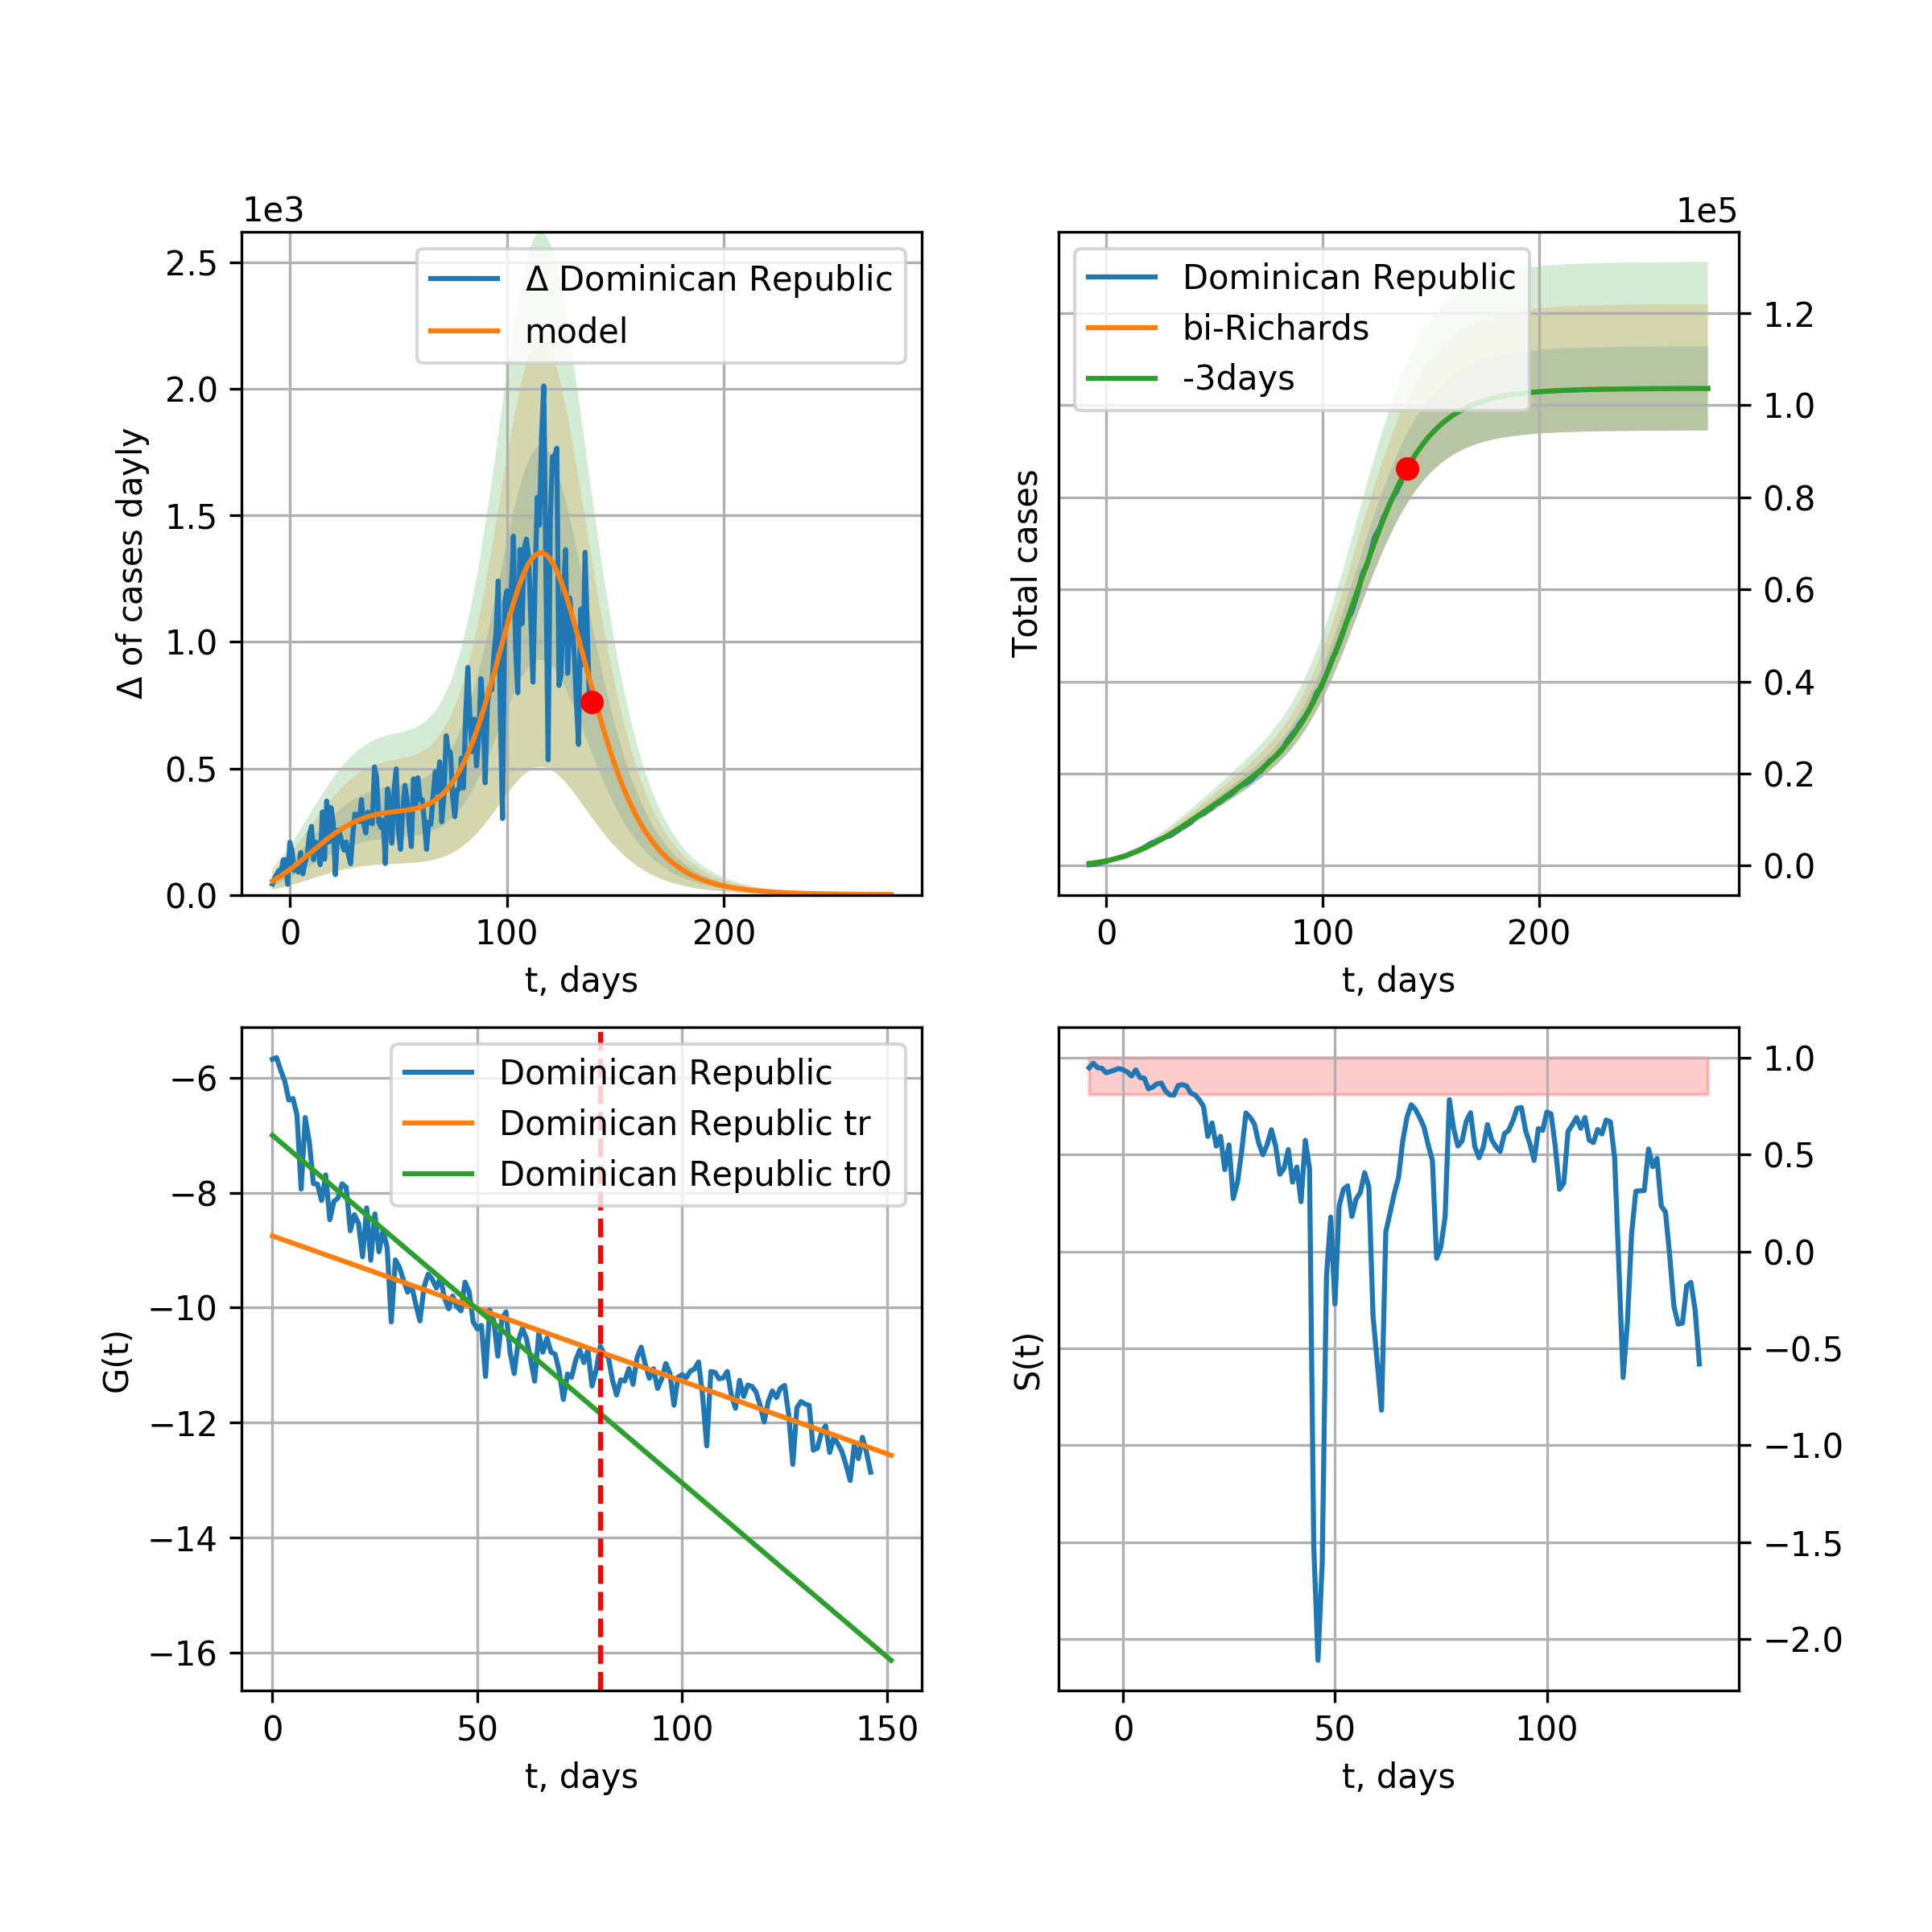 1e3
2.5
2.0
1.5
1.0
0.5
0.0
Δ of cases dayly
Δ Dominican Republic
model
0 100 200
t, days
1e5
Total cases
Dominican Republic
bi-Richards
-3days
1.2
1.0
0.8
0.6
0.4
0.2
0.0
0 100 200
t, days
−6
−8
−10
−12
−14
−16
G(t)
Dominican Republic
Dominican Republic tr
Dominican Republic tr0
0 50 100 150
t, days
S(t)
1.0
0.5
0.0
−0.5
−1.0
−1.5
−2.0
0 50 100
t, days